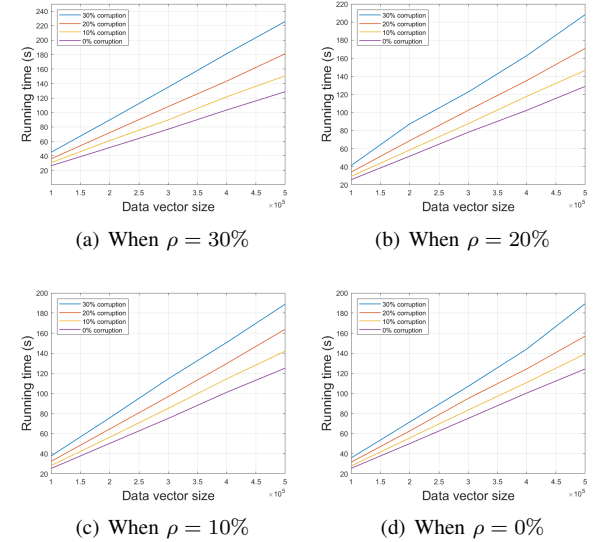 240
220
200
180
160
140
120
100
80
60
40
20
Running time (s)
30% corruption
20% corruption
10% corruption
0% corruption
1 1.5 2 2.5 3 3.5 4 4.5 5
×10⁵
Data vector size
(a) When ρ = 30%
220
200
180
160
140
120
100
80
60
40
20
Running time (s)
30% corruption
20% corruption
10% corruption
0% corruption
1 1.5 2 2.5 3 3.5 4 4.5 5
×10⁵
Data vector size
(b) When ρ = 20%
200
180
160
140
120
100
80
60
40
20
Running time (s)
30% corruption
20% corruption
10% corruption
0% corruption
1 1.5 2 2.5 3 3.5 4 4.5 5
×10⁵
Data vector size
(c) When ρ = 10%
200
180
160
140
120
100
80
60
40
20
Running time (s)
30% corruption
20% corruption
10% corruption
0% corruption
1 1.5 2 2.5 3 3.5 4 4.5 5
×10⁵
Data vector size
(d) When ρ = 0%